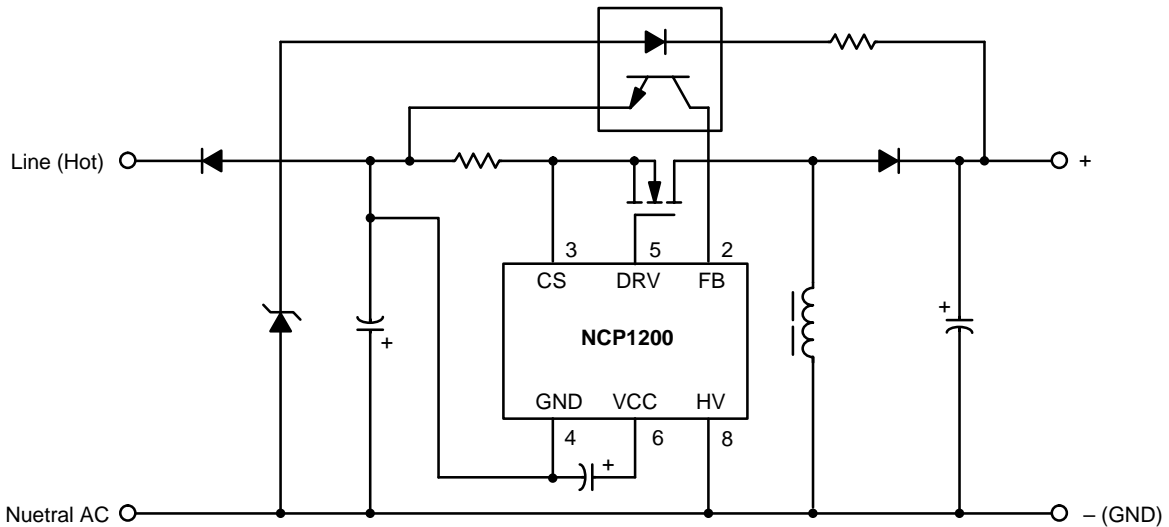 Line (Hot)
+
3
5
2
CS
DRV
FB
+
NCP1200
+
GND
VCC
HV
4
6
8
+
Nuetral AC
– (GND)